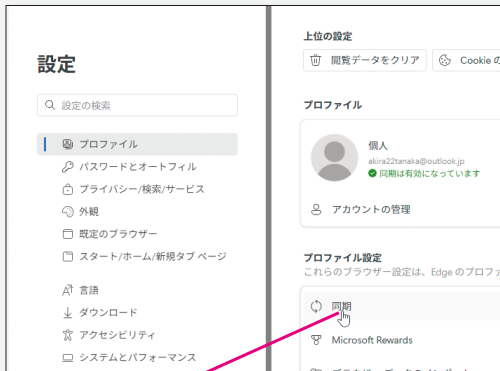 設定
設定の検索
プロファイル
パスワードとオートフィル
プライバシー/検索/サービス
外観
既定のブラウザー
スタート/ホーム/新規タブ ページ
言語
ダウンロード
アクセシビリティ
システムとパフォーマンス
上位の設定
閲覧データをクリア
Cookie の
プロファイル
個人
akira22tanaka@outlook.jp
同期は有効になっています
アカウントの管理
プロファイル設定
これらのブラウザー設定は、Edge のプロファ
同期
Microsoft Rewards